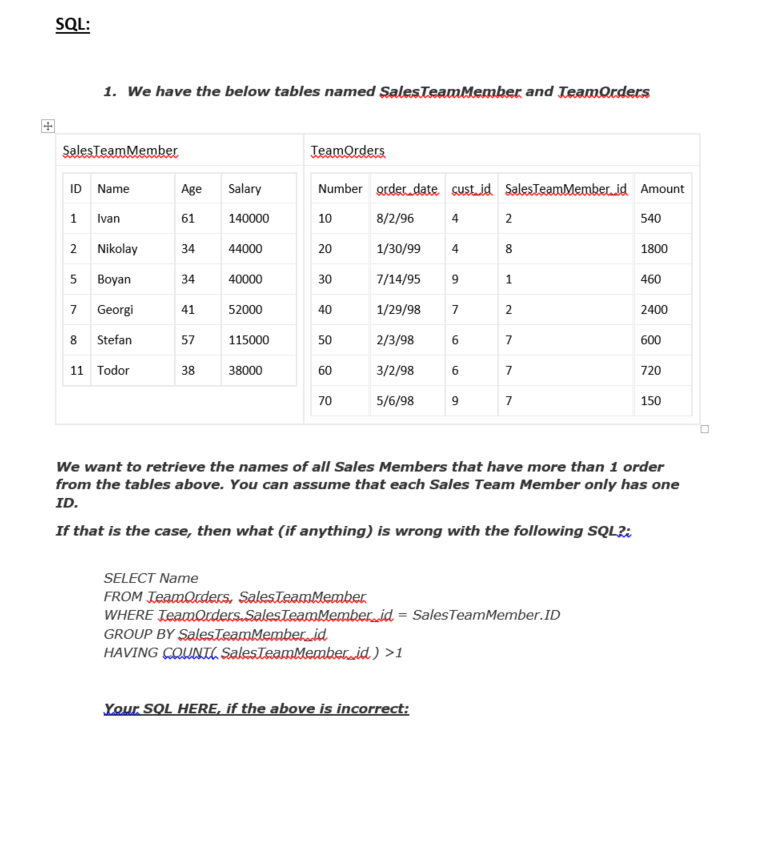 SQL:
1. We have the below tables named SalesTeamMember and TeamOrders
SalesTeamMember
ID Name Age Salary
1 Ivan 61 140000
2 Nikolay 34 44000
5 Boyan 34 40000
7 Georgi 41 52000
8 Stefan 57 115000
11 Todor 38 38000
TeamOrders
Number order_date cust_id SalesTeamMember_id Amount
10 8/2/96 4 2 540
20 1/30/99 4 8 1800
30 7/14/95 9 1 460
40 1/29/98 7 2 2400
50 2/3/98 6 7 600
60 3/2/98 6 7 720
70 5/6/98 9 7 150
We want to retrieve the names of all Sales Members that have more than 1 order
from the tables above. You can assume that each Sales Team Member only has one
ID.
If that is the case, then what (if anything) is wrong with the following SQL?:
SELECT Name
FROM TeamOrders, SalesTeamMember
WHERE TeamOrders.SalesTeamMember_id = SalesTeamMember.ID
GROUP BY SalesTeamMember_id
HAVING COUNT( SalesTeamMember_id ) >1
Your SQL HERE, if the above is incorrect: